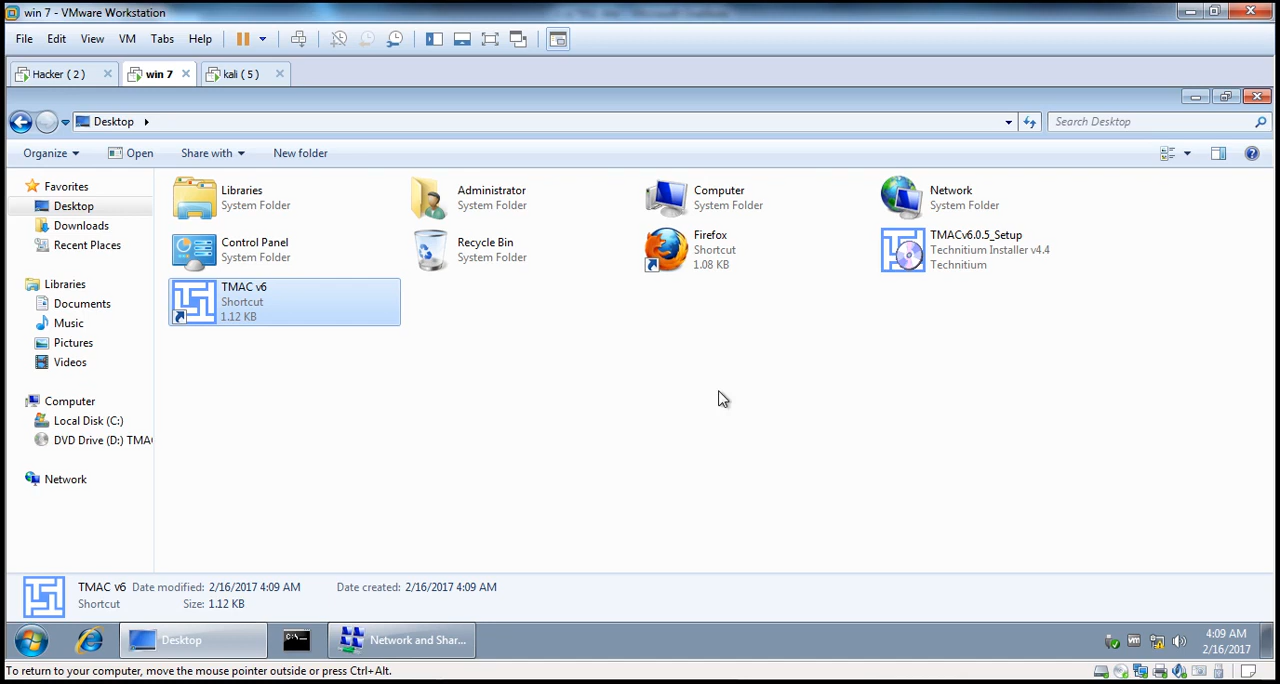 win 7 - VMware Workstation
File Edit View VM Tabs Help
Hacker ( 2 ) win 7 kali ( 5 )
Desktop
Search Desktop
Organize Open Share with New folder
Favorites
Desktop
Downloads
Recent Places
Libraries
Documents
Music
Pictures
Videos
Computer
Local Disk (C:)
DVD Drive (D:) TMA
Network
Libraries
System Folder
Administrator
System Folder
Computer
System Folder
Network
System Folder
Control Panel
System Folder
Recycle Bin
System Folder
Firefox
Shortcut
1.08 KB
TMACv6.0.5_Setup
Technitium Installer v4.4
Technitium
TMAC v6
Shortcut
1.12 KB
TMAC v6 Date modified: 2/16/2017 4:09 AM Date created: 2/16/2017 4:09 AM
Shortcut Size: 1.12 KB
Desktop
C:\.
Network and Shar...
4:09 AM
2/16/2017
To return to your computer, move the mouse pointer outside or press Ctrl+Alt.